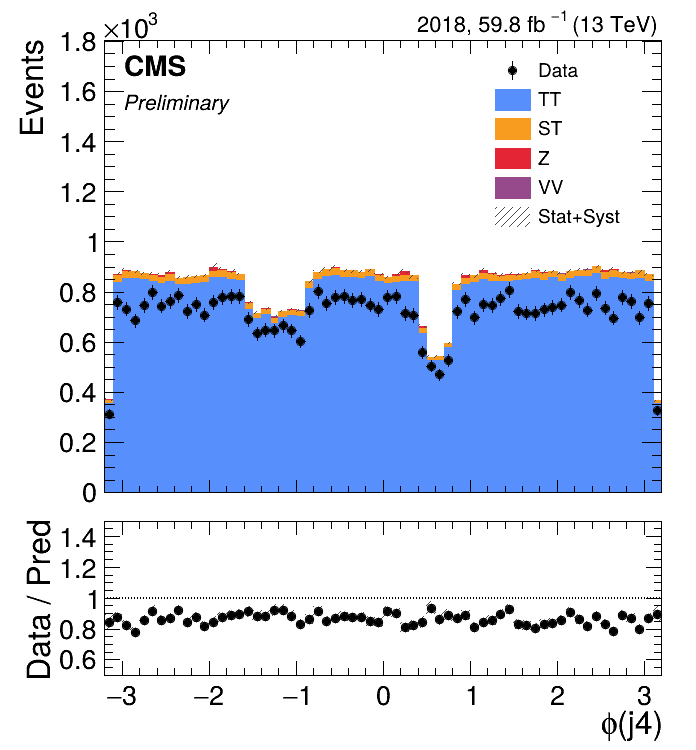 ×10³
2018, 59.8 fb⁻¹ (13 TeV)
CMS
Preliminary
Events
1.8
1.6
1.4
1.2
1
0.8
0.6
0.4
0.2
0
Data
TT
ST
Z
VV
Stat+Syst
Data / Pred
1.4
1.2
1
0.8
0.6
−3 −2 −1 0 1 2 3
ϕ(j4)